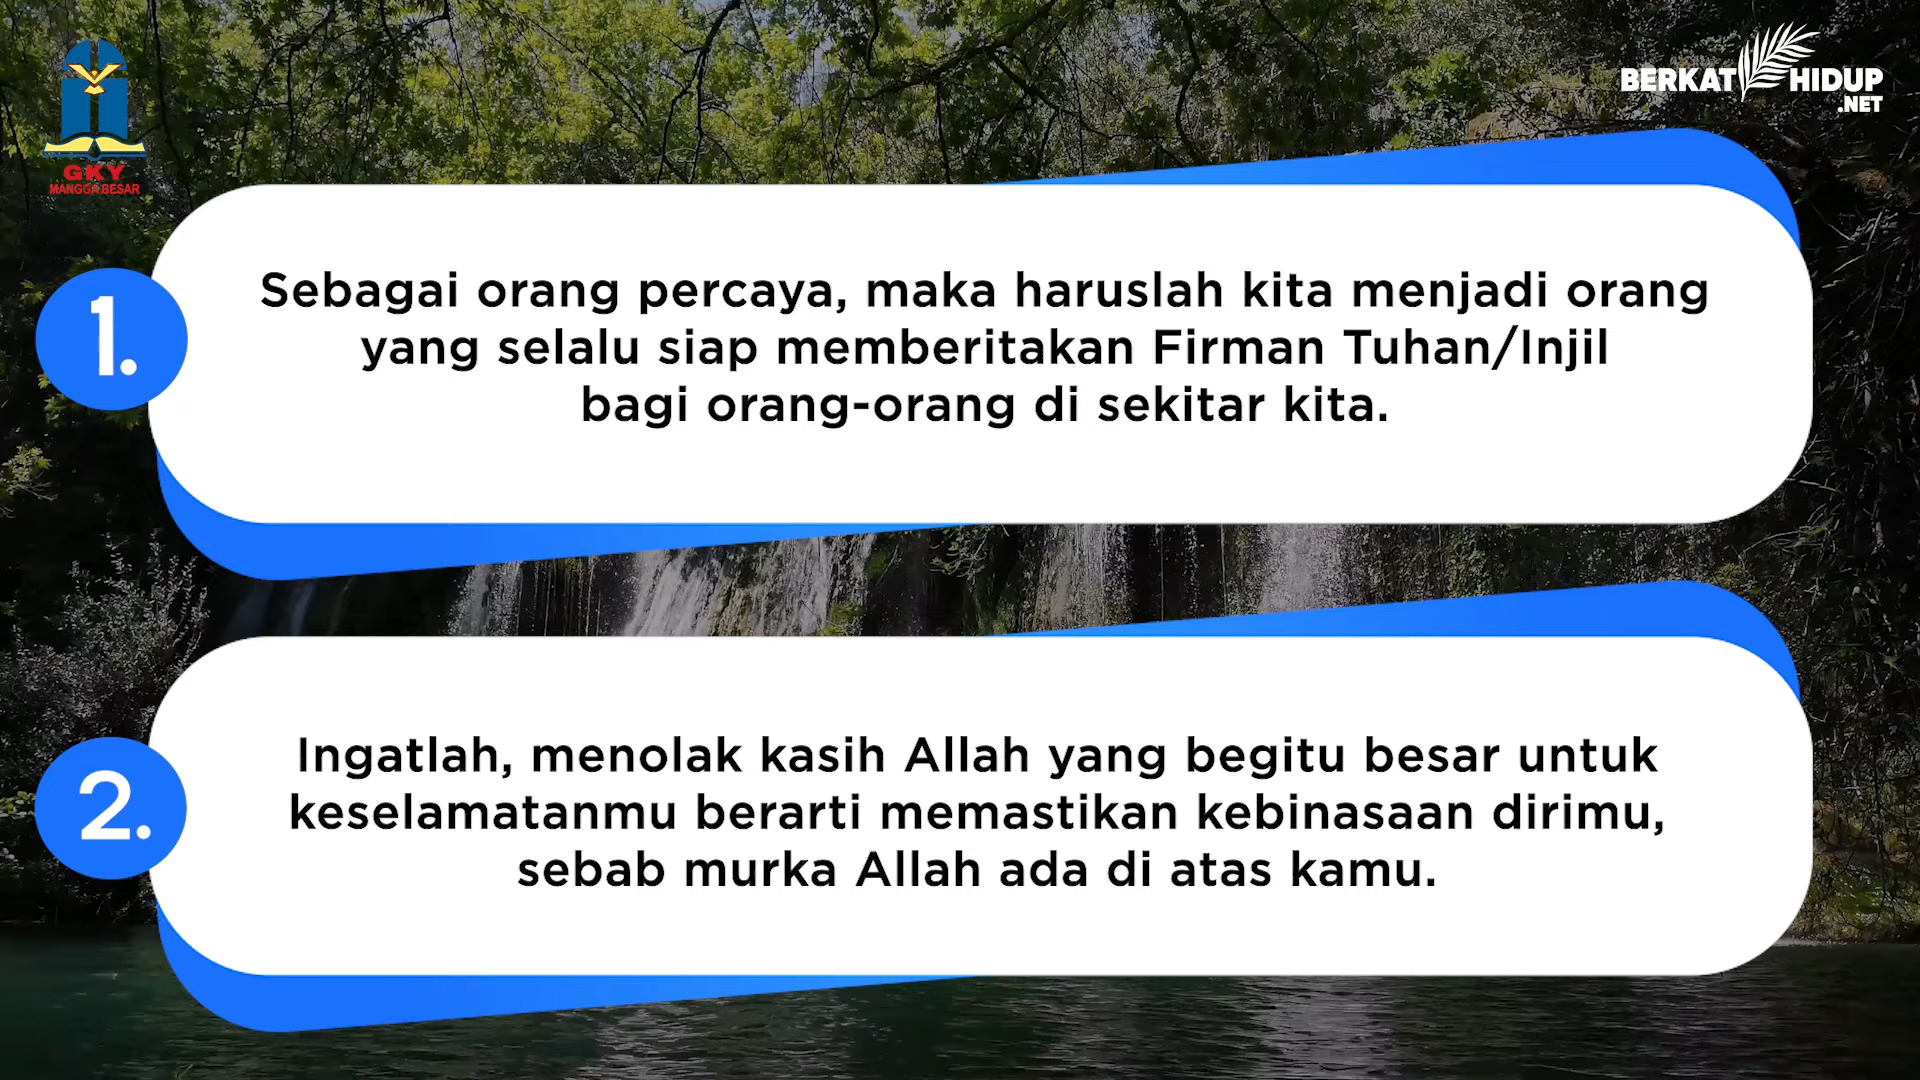 GKY
MANGGA BESAR
BERKAT HIDUP
.NET
1.
Sebagai orang percaya, maka haruslah kita menjadi orang
yang selalu siap memberitakan Firman Tuhan/Injil
bagi orang-orang di sekitar kita.
2.
Ingatlah, menolak kasih Allah yang begitu besar untuk
keselamatanmu berarti memastikan kebinasaan dirimu,
sebab murka Allah ada di atas kamu.